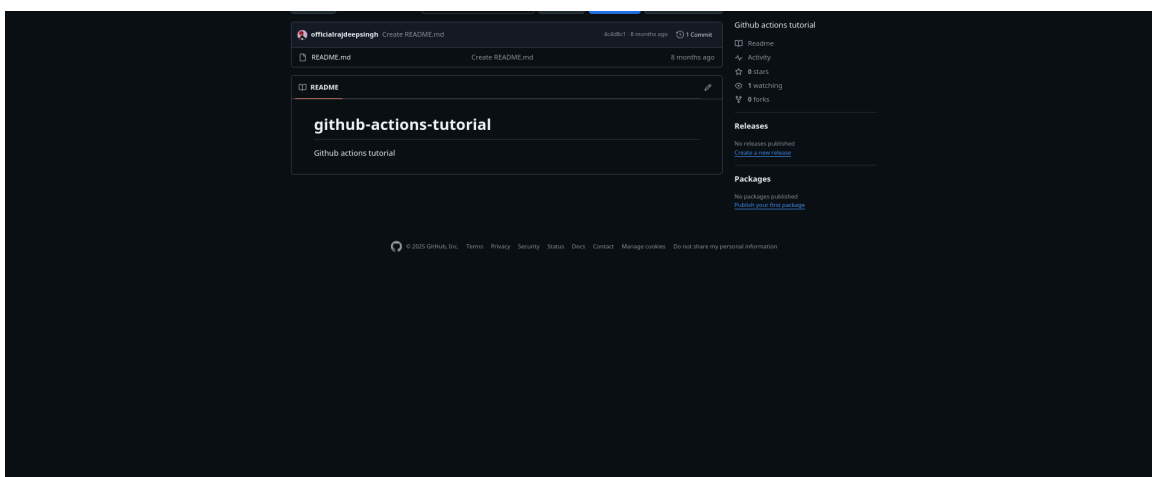 officialrajdeepsingh Create README.md 4c4d8c1 · 8 months ago 1 Commit
README.md Create README.md 8 months ago
README
github-actions-tutorial
Github actions tutorial
Github actions tutorial
Readme
Activity
0 stars
1 watching
0 forks
Releases
No releases published
Create a new release
Packages
No packages published
Publish your first package
© 2025 GitHub, Inc. Terms Privacy Security Status Docs Contact Manage cookies Do not share my personal information